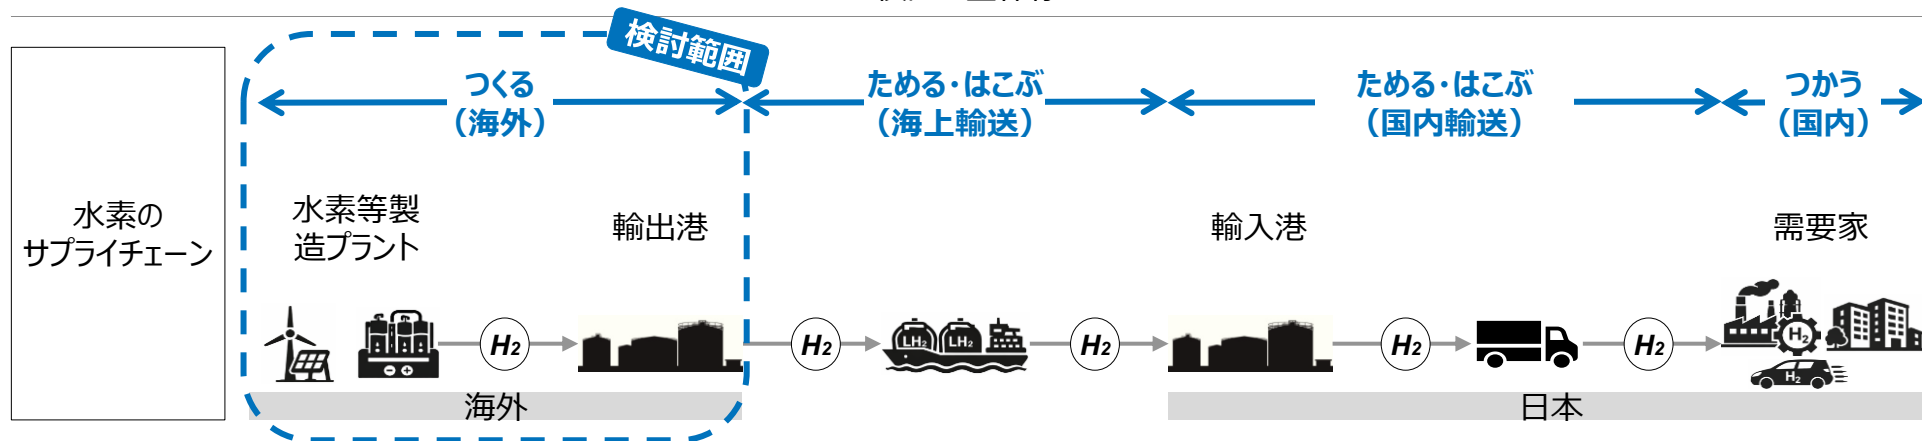 検討範囲
つくる
（海外）
ためる・はこぶ
（海上輸送）
ためる・はこぶ
（国内輸送）
つかう
（国内）
水素の
サプライチェーン
水素等製
造プラント
輸出港
輸入港
需要家
H2
H2
LH2 LH2
H2
H2
H2
H2
H2
海外
日本